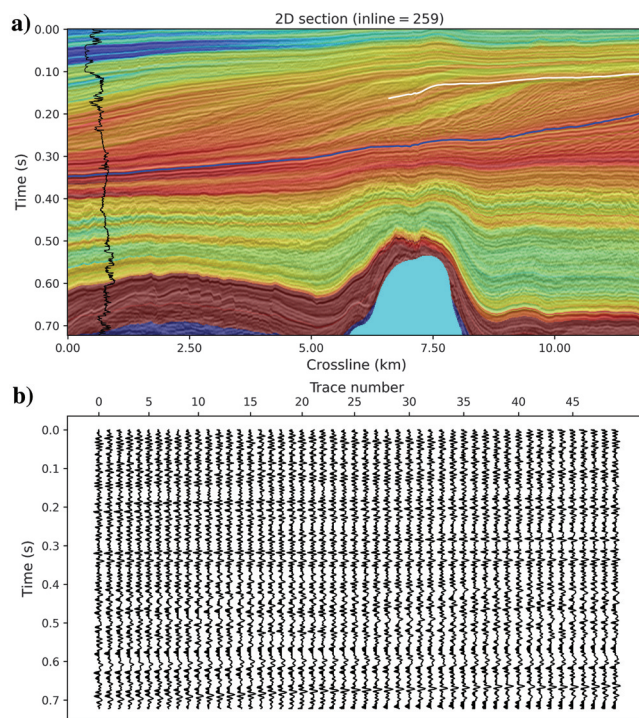 a)
2D section (inline = 259)
0.00
0.10
0.20
0.30
0.40
0.50
0.60
0.70
Time (s)
0.00 2.50 5.00 7.50 10.00
Crossline (km)
b)
Trace number
0 5 10 15 20 25 30 35 40 45
0.0
0.1
0.2
0.3
0.4
0.5
0.6
0.7
Time (s)